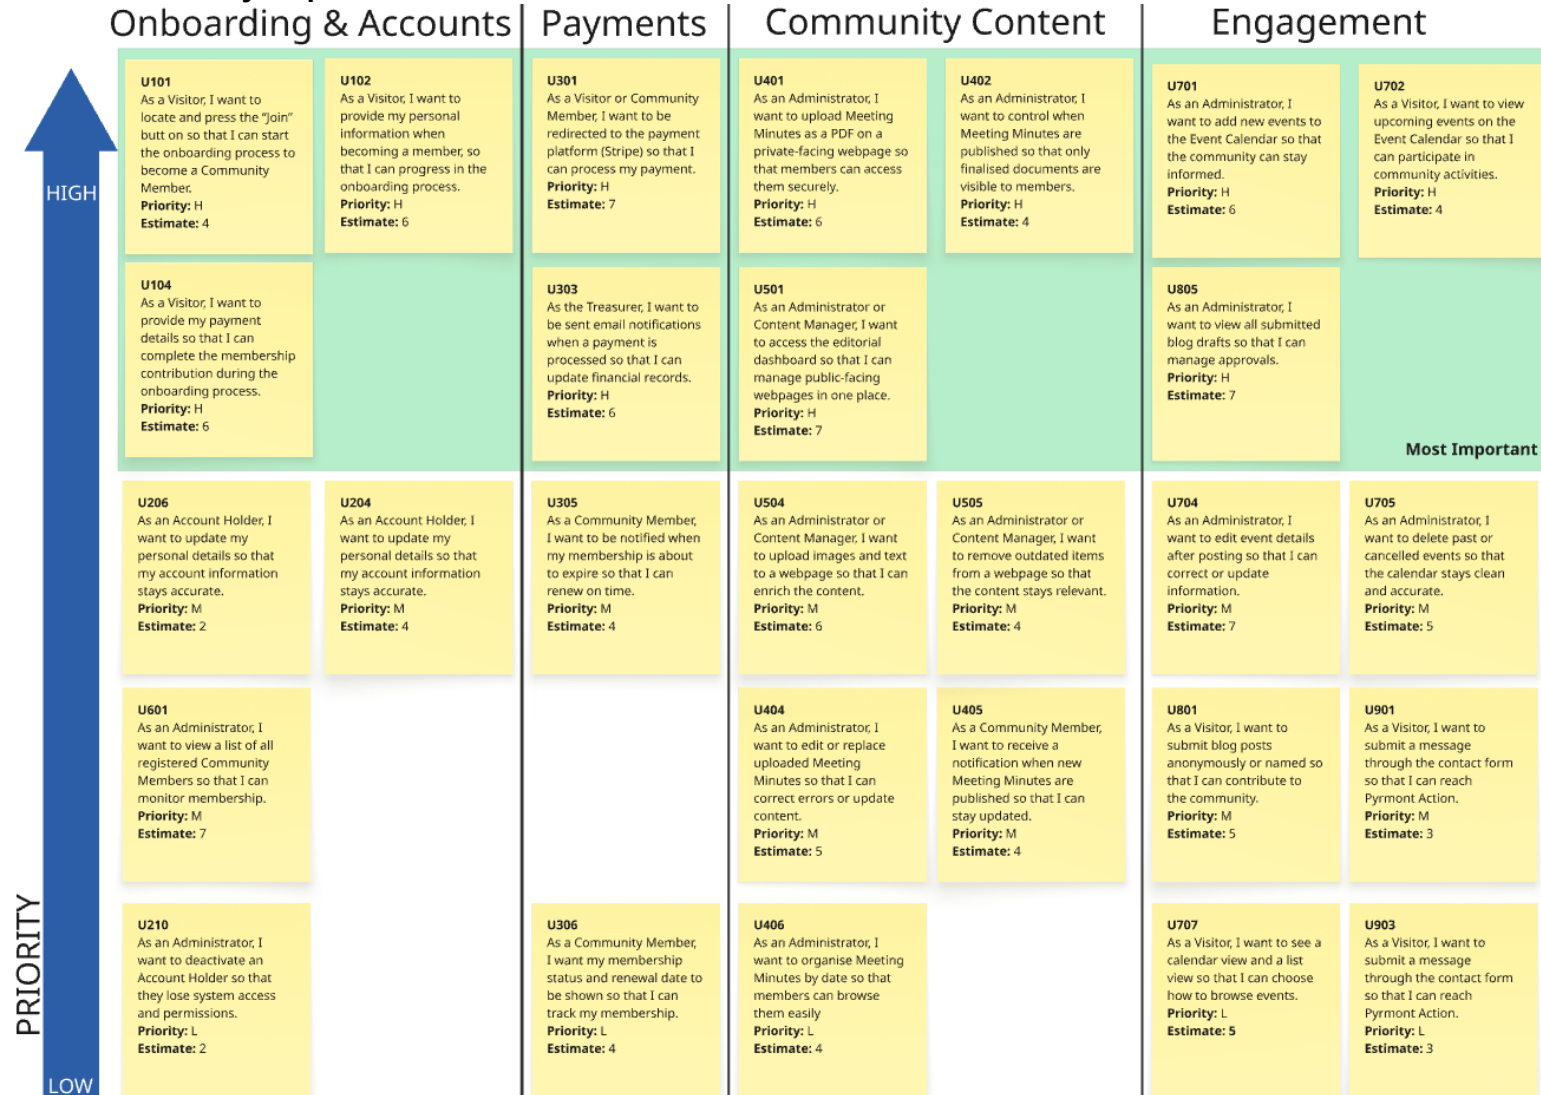 Onboarding & Accounts
Payments
Community Content
Engagement
HIGH
PRIORITY
LOW
U101
As a Visitor, I want to
locate and press the “Join”
butt on so that I can start
the onboarding process to
become a Community
Member.
Priority: H
Estimate: 4
U102
As a Visitor, I want to
provide my personal
information when
becoming a member, so
that I can progress in the
onboarding process.
Priority: H
Estimate: 6
U301
As a Visitor or Community
Member, I want to be
redirected to the payment
platform (Stripe) so that I
can process my payment.
Priority: H
Estimate: 7
U401
As an Administrator, I
want to upload Meeting
Minutes as a PDF on a
private-facing webpage so
that members can access
them securely.
Priority: H
Estimate: 6
U402
As an Administrator, I
want to control when
Meeting Minutes are
published so that only
finalised documents are
visible to members.
Priority: H
Estimate: 4
U701
As an Administrator, I
want to add new events to
the Event Calendar so that
the community can stay
informed.
Priority: H
Estimate: 6
U702
As a Visitor, I want to view
upcoming events on the
Event Calendar so that I
can participate in
community activities.
Priority: H
Estimate: 4
U104
As a Visitor, I want to
provide my payment
details so that I can
complete the membership
contribution during the
onboarding process.
Priority: H
Estimate: 6
U303
As the Treasurer, I want to
be sent email notifications
when a payment is
processed so that I can
update financial records.
Priority: H
Estimate: 6
U501
As an Administrator or
Content Manager, I want
to access the editorial
dashboard so that I can
manage public-facing
webpages in one place.
Priority: H
Estimate: 7
U805
As an Administrator, I
want to view all submitted
blog drafts so that I can
manage approvals.
Priority: H
Estimate: 7
Most Important
U206
As an Account Holder, I
want to update my
personal details so that
my account information
stays accurate.
Priority: M
Estimate: 2
U204
As an Account Holder, I
want to update my
personal details so that
my account information
stays accurate.
Priority: M
Estimate: 4
U305
As a Community Member,
I want to be notified when
my membership is about
to expire so that I can
renew on time.
Priority: M
Estimate: 4
U504
As an Administrator or
Content Manager, I want
to upload images and text
to a webpage so that I can
enrich the content.
Priority: M
Estimate: 6
U505
As an Administrator or
Content Manager, I want
to remove outdated items
from a webpage so that
the content stays relevant.
Priority: M
Estimate: 4
U704
As an Administrator, I
want to edit event details
after posting so that I can
correct or update
information.
Priority: M
Estimate: 7
U705
As an Administrator, I
want to delete past or
cancelled events so that
the calendar stays clean
and accurate.
Priority: M
Estimate: 5
U601
As an Administrator, I
want to view a list of all
registered Community
Members so that I can
monitor membership.
Priority: M
Estimate: 7
U404
As an Administrator, I
want to edit or replace
uploaded Meeting
Minutes so that I can
correct errors or update
content.
Priority: M
Estimate: 5
U405
As a Community Member,
I want to receive a
notification when new
Meeting Minutes are
published so that I can
stay updated.
Priority: M
Estimate: 4
U801
As a Visitor, I want to
submit blog posts
anonymously or named so
that I can contribute to
the community.
Priority: M
Estimate: 5
U901
As a Visitor, I want to
submit a message
through the contact form
so that I can reach
Pyrmont Action.
Priority: M
Estimate: 3
U210
As an Administrator, I
want to deactivate an
Account Holder so that
they lose system access
and permissions.
Priority: L
Estimate: 2
U306
As a Community Member,
I want my membership
status and renewal date to
be shown so that I can
track my membership.
Priority: L
Estimate: 4
U406
As an Administrator, I
want to organise Meeting
Minutes by date so that
members can browse
them easily
Priority: L
Estimate: 4
U707
As a Visitor, I want to see a
calendar view and a list
view so that I can choose
how to browse events.
Priority: L
Estimate: 5
U903
As a Visitor, I want to
submit a message
through the contact form
so that I can reach
Pyrmont Action.
Priority: L
Estimate: 3